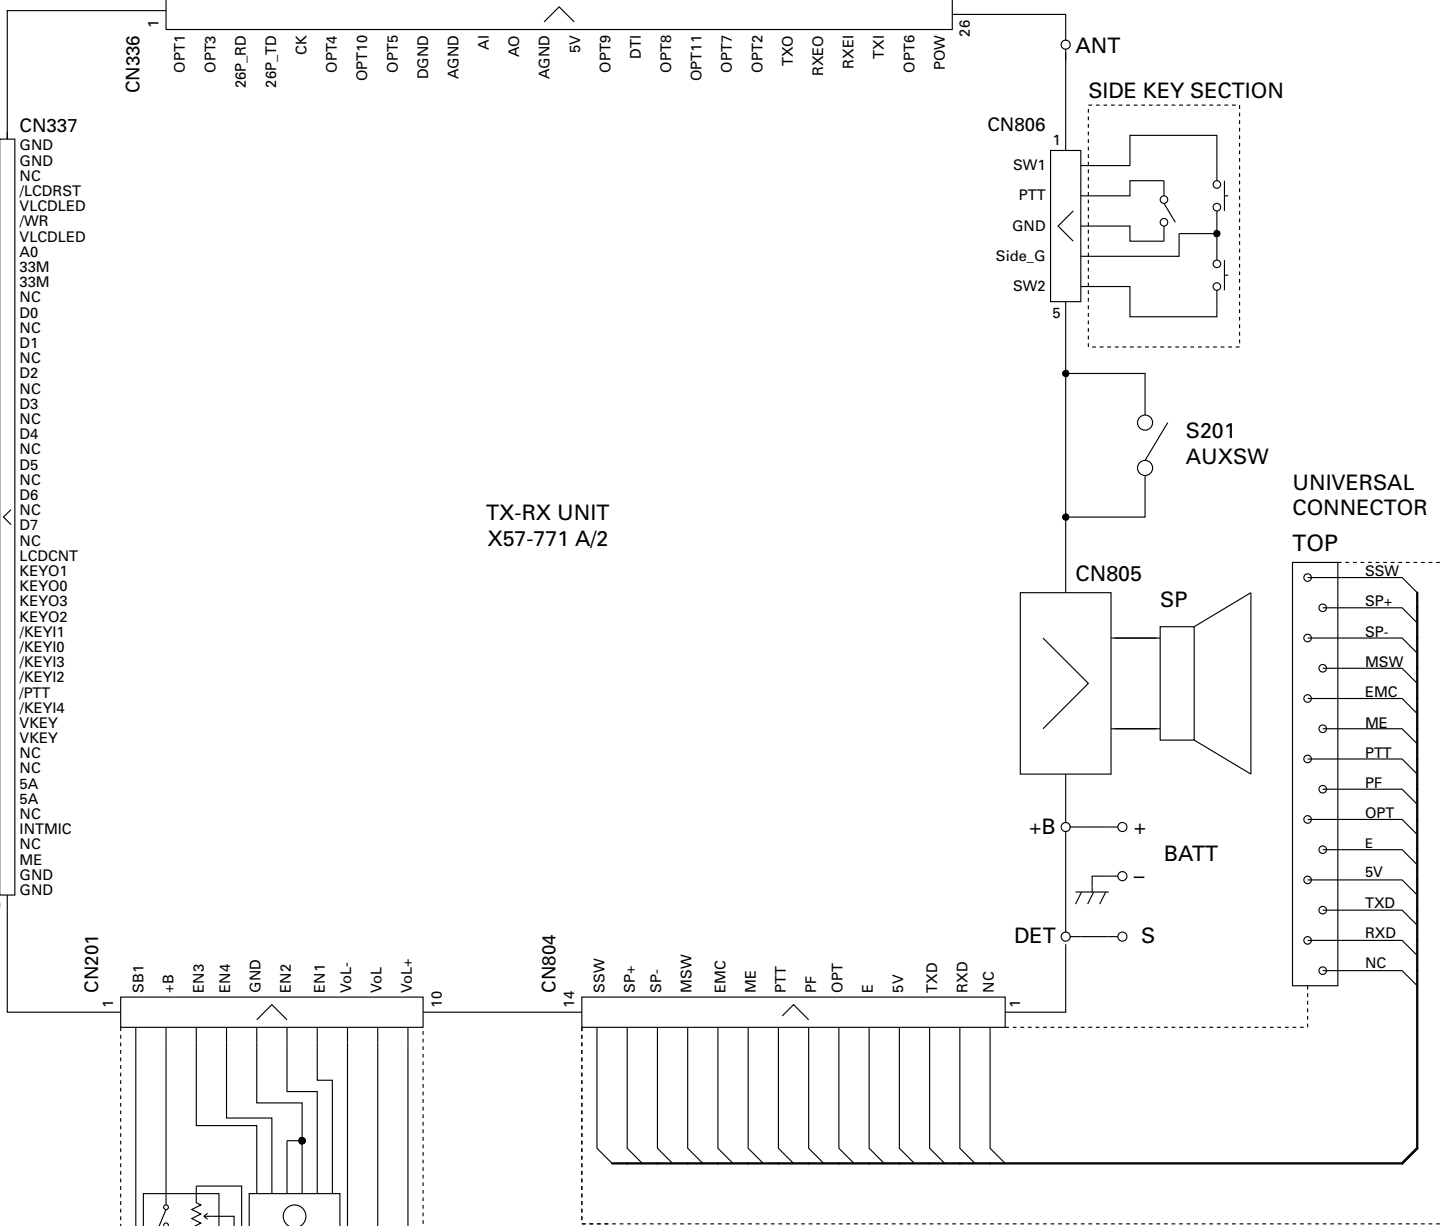 1
26
CN336
OPT1
OPT3
26P_RD
26P_TD
CK
OPT4
OPT10
OPT5
DGND
AGND
AI
AO
AGND
5V
OPT9
DTI
OPT8
OPT11
OPT7
OPT2
TXO
RXEO
RXEI
TXI
OPT6
POW
ANT
SIDE KEY SECTION
CN806
1
SW1
PTT
GND
Side_G
SW2
5
CN337
GND
GND
NC
/LCDRST
VLCDLED
/WR
VLCDLED
A0
33M
33M
NC
D0
NC
D1
NC
D2
NC
D3
NC
D4
NC
D5
NC
D6
NC
D7
NC
LCDCNT
KEYO1
KEYO0
KEYO3
KEYO2
/KEYI1
/KEYI0
/KEYI3
/KEYI2
/PTT
/KEYI4
VKEY
VKEY
NC
NC
5A
5A
NC
INTMIC
NC
ME
GND
GND
TX-RX UNIT
X57-771 A/2
S201
AUXSW
CN805
SP
+B
+
BATT
–
DET
S
UNIVERSAL
CONNECTOR
TOP
SSW
SP+
SP-
MSW
EMC
ME
PTT
PF
OPT
E
5V
TXD
RXD
NC
CN201
1
SB1
+B
EN3
EN4
GND
EN2
EN1
VoL-
VoL
VoL+
10
CN804
14
SSW
SP+
SP-
MSW
EMC
ME
PTT
PF
OPT
E
5V
TXD
RXD
NC
1